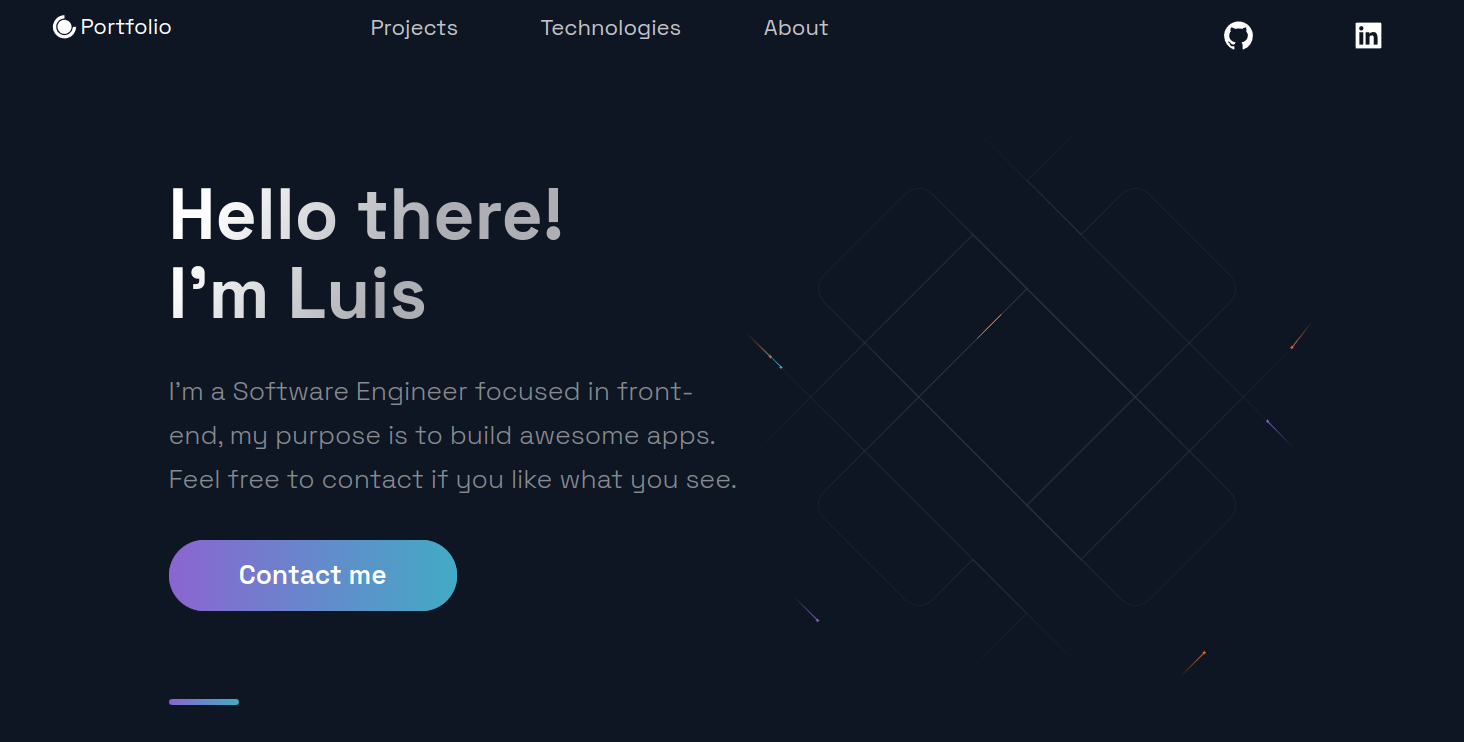 Portfolio
Projects
Technologies
About
in
Hello there!
I’m Luis
I’m a Software Engineer focused in front-
end, my purpose is to build awesome apps.
Feel free to contact if you like what you see.
Contact me